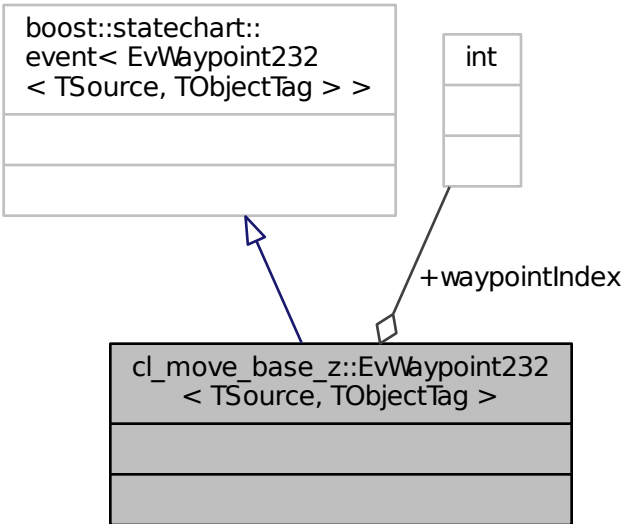 boost::statechart::
event< EvWaypoint232
< TSource, TObjectTag > >
int
+waypointIndex
cl_move_base_z::EvWaypoint232
< TSource, TObjectTag >